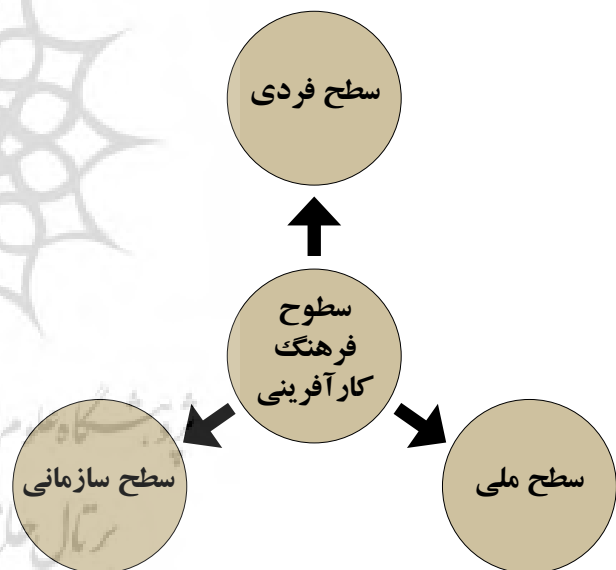 سطح فردی
سطوح
فرهنگ
کارآفرینی
سطح سازمانی
سطح ملی